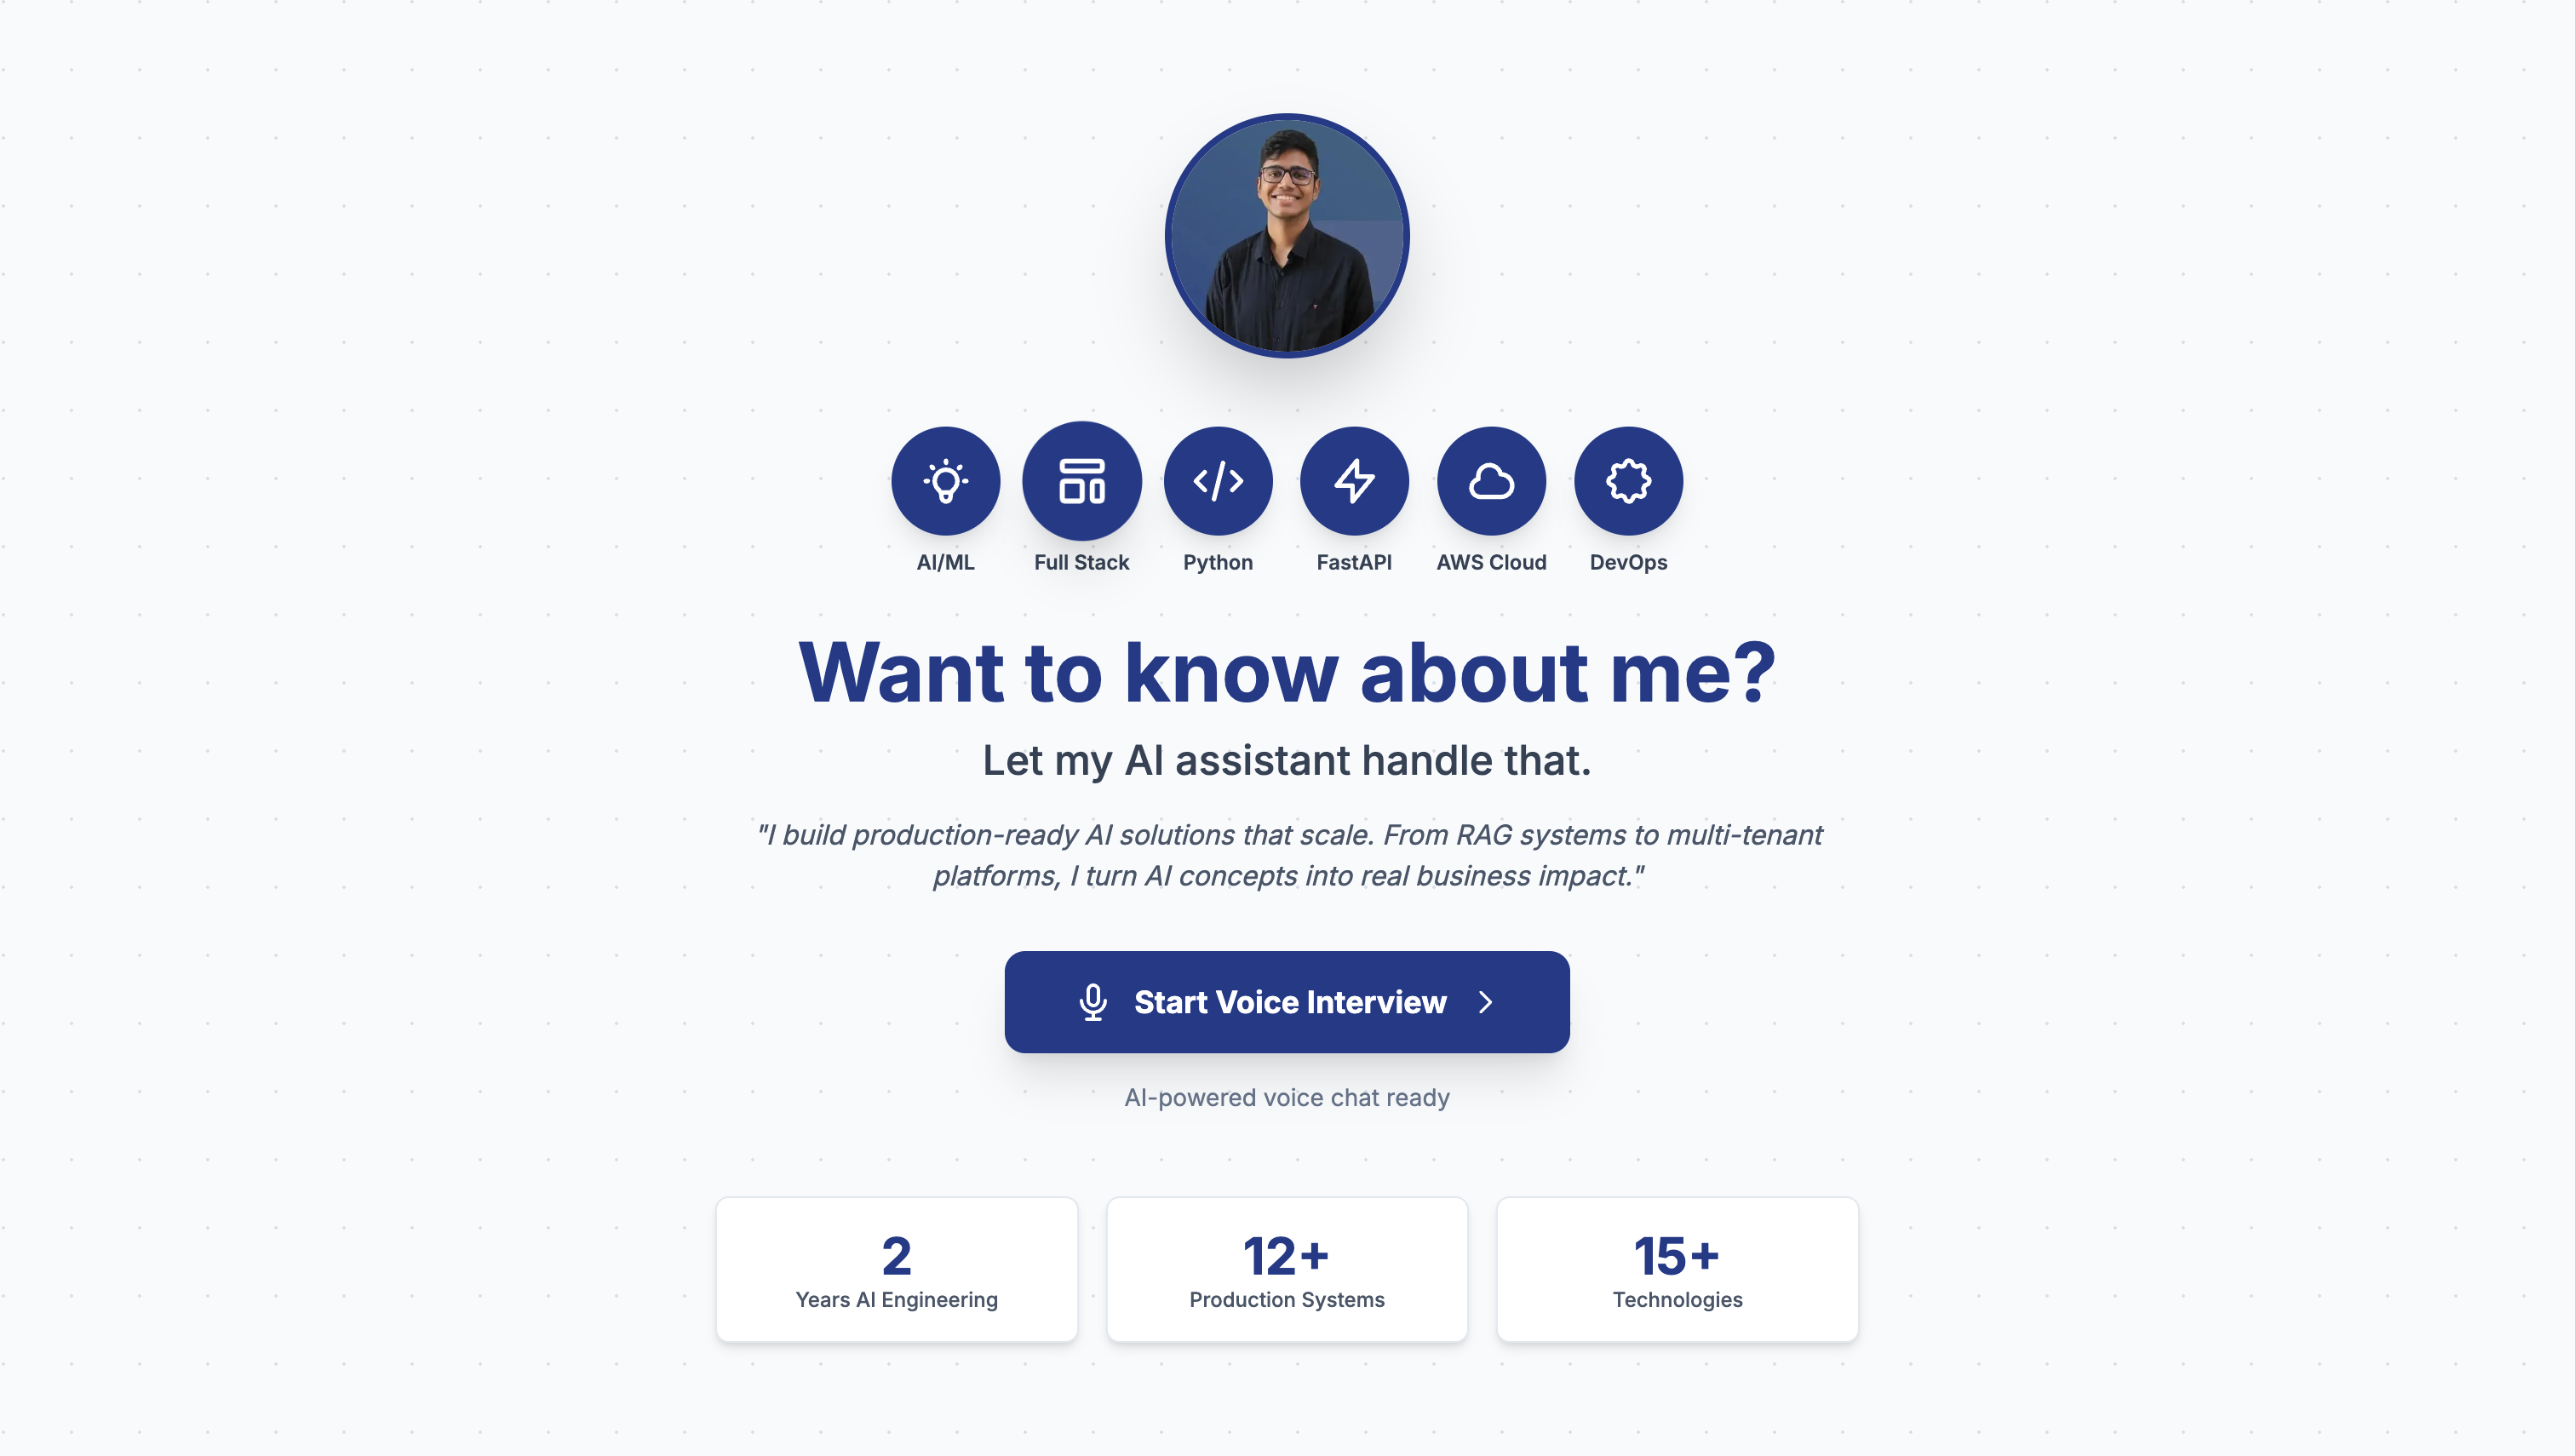 AI/ML Full Stack Python FastAPI AWS Cloud DevOps
Want to know about me?
Let my AI assistant handle that.
"I build production-ready AI solutions that scale. From RAG systems to multi-tenant
platforms, I turn AI concepts into real business impact."
Start Voice Interview
AI-powered voice chat ready
2
Years AI Engineering
12+
Production Systems
15+
Technologies